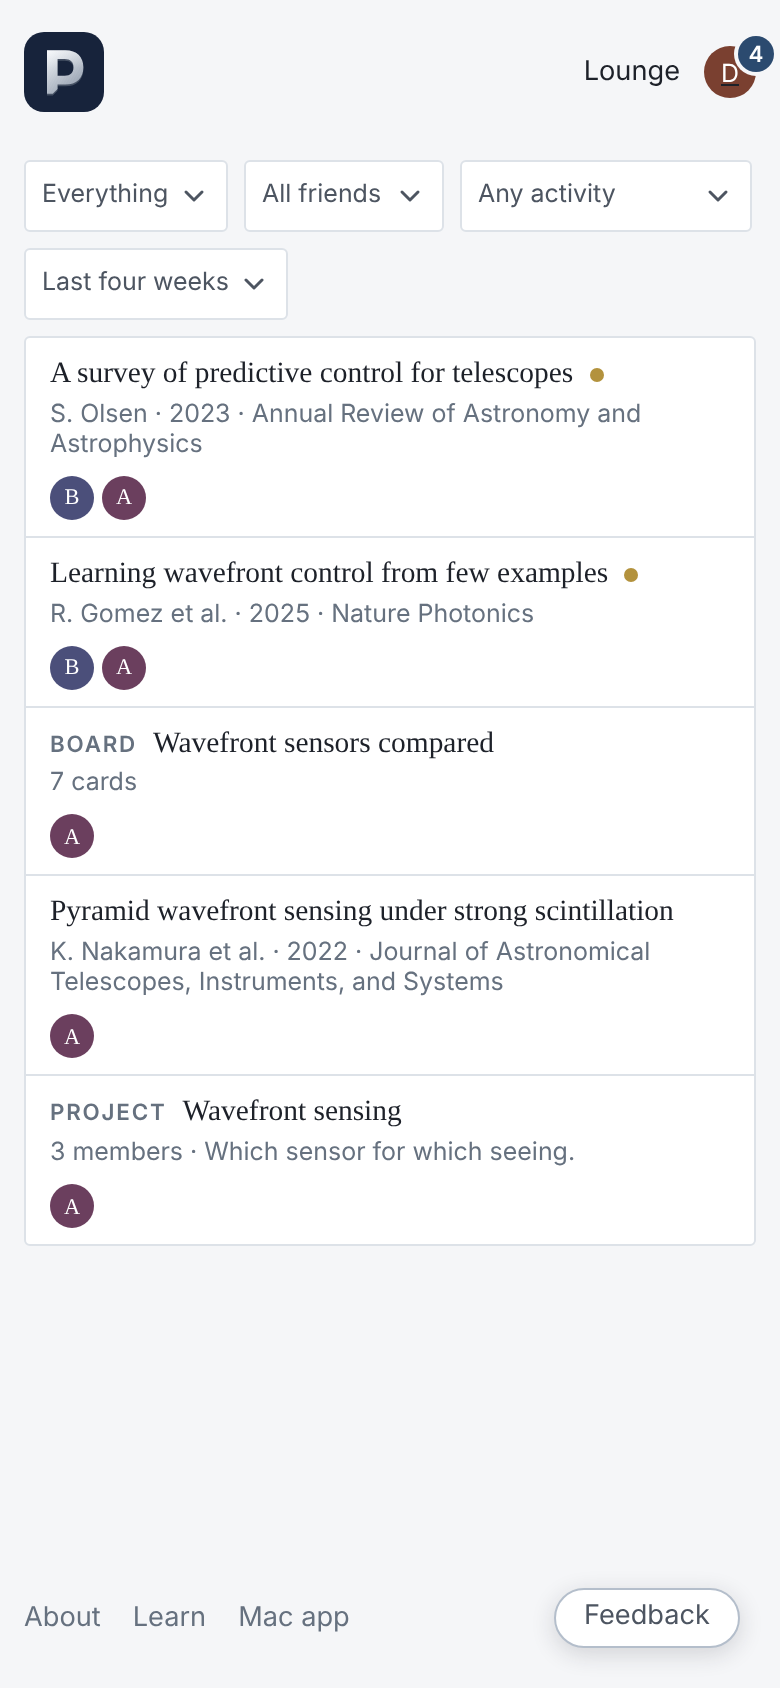 P
Lounge
D
4
Everything
All friends
Any activity
Last four weeks
A survey of predictive control for telescopes
S. Olsen · 2023 · Annual Review of Astronomy and
Astrophysics
B A
Learning wavefront control from few examples
R. Gomez et al. · 2025 · Nature Photonics
B A
BOARD Wavefront sensors compared
7 cards
A
Pyramid wavefront sensing under strong scintillation
K. Nakamura et al. · 2022 · Journal of Astronomical
Telescopes, Instruments, and Systems
A
PROJECT Wavefront sensing
3 members · Which sensor for which seeing.
A
About Learn Mac app
Feedback